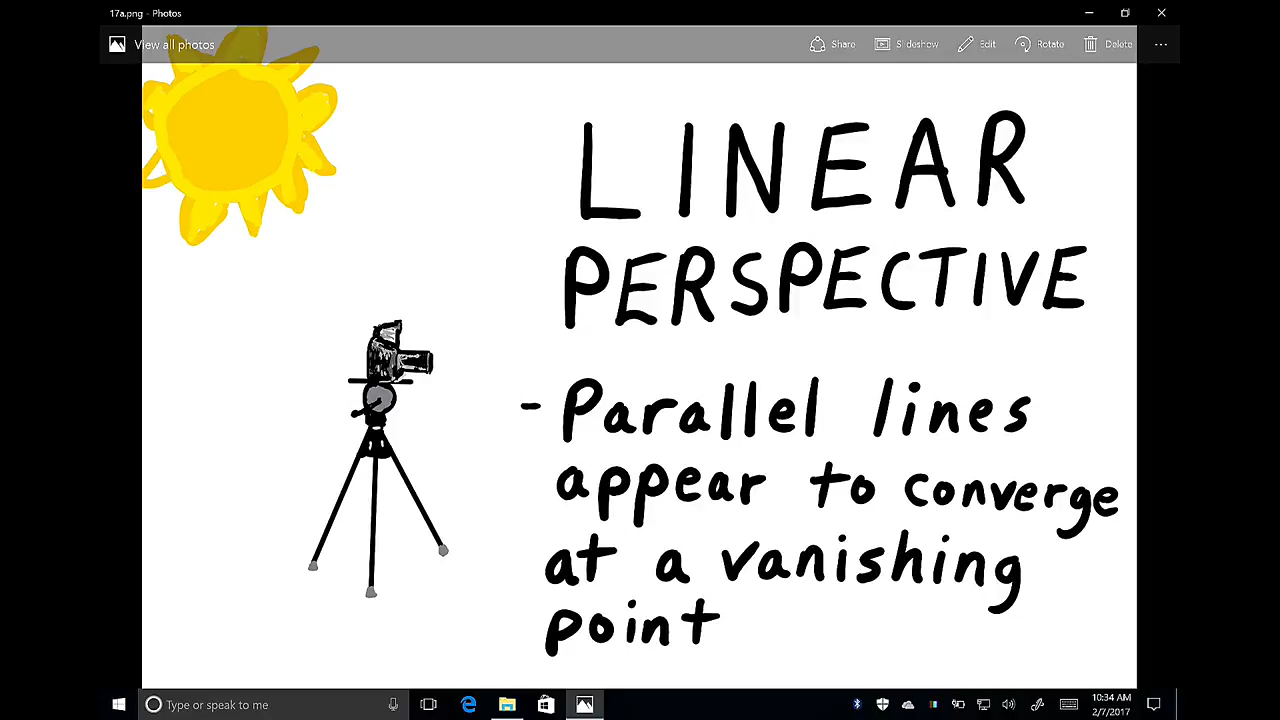 17a.png - Photos
View all photos
Share
Slideshow
Edit
Rotate
Delete
LINEAR
PERSPECTIVE
- Parallel lines
appear to converge
at a vanishing
point
Type or speak to me
10:34 AM
2/7/2017